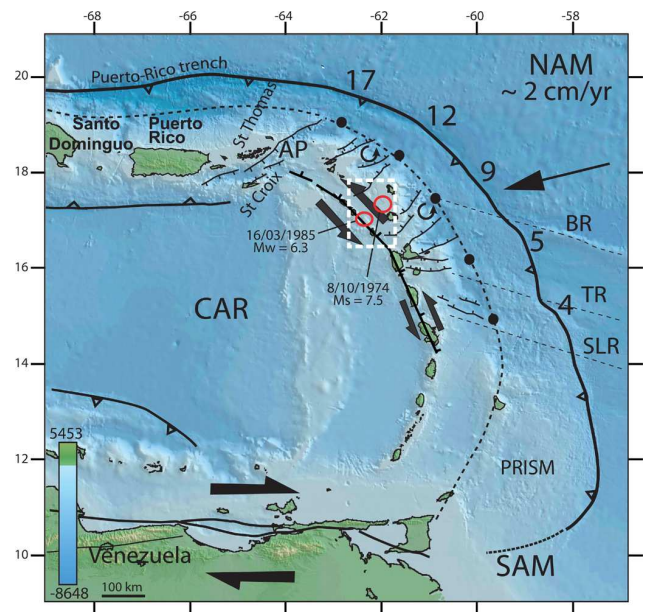 -68 -66 -64 -62 -60 -58
20
18
16
14
12
10
Puerto-Rico trench
17
NAM
~ 2 cm/yr
12
Santo
Dominguo
Puerto
Rico
St Thomas
AP
9
St Croix
BR
16/03/1985
Mw = 6.3
5
8/10/1974
Ms = 7.5
CAR
4
TR
SLR
5453
PRISM
Venezuela
SAM
-8648
100 km